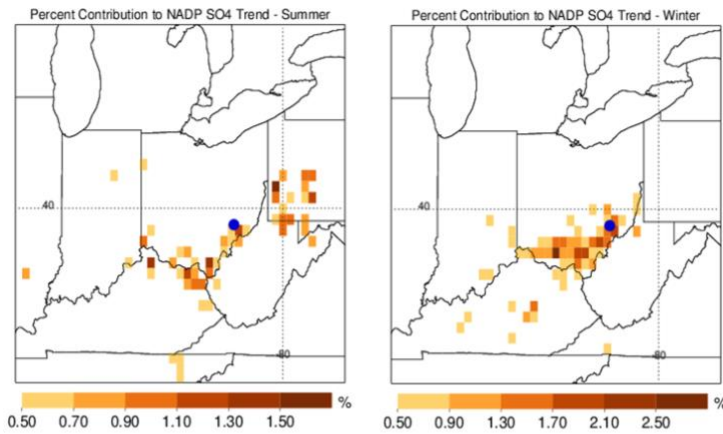 Percent Contribution to NADP SO4 Trend - Summer
40
80
0.50 0.70 0.90 1.10 1.30 1.50 %
Percent Contribution to NADP SO4 Trend - Winter
40
80
0.50 0.90 1.30 1.70 2.10 2.50 %